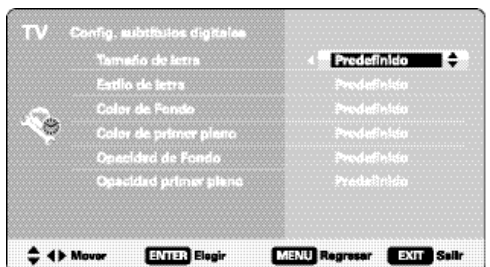 TV Config. subtítulos digitales
Tamaño de letra Predefinido
Estilo de letra Predefinido
Color de Fondo Predefinido
Color de primer plano Predefinido
Opacidad de Fondo Predefinido
Opacidad primer plano Predefinido
Mover ENTER Elegir MENU Regresar EXIT Salir